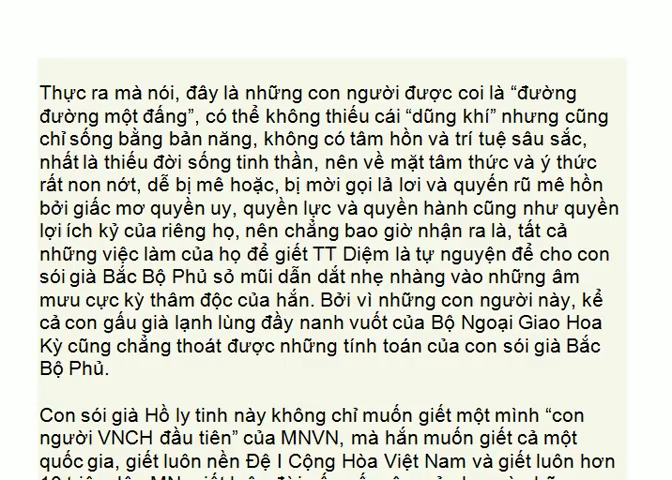 Thực ra mà nói, đây là những con người được coi là “đường
đường một đấng”, có thể không thiếu cái “dũng khí” nhưng cũng
chỉ sống bằng bản năng, không có tâm hồn và trí tuệ sâu sắc,
nhất là thiếu đời sống tinh thần, nên về mặt tâm thức và ý thức
rất non nớt, dễ bị mê hoặc, bị mời gọi lả lơi và quyến rũ mê hồn
bởi giấc mơ quyền uy, quyền lực và quyền hành cũng như quyền
lợi ích kỷ của riêng họ, nên chẳng bao giờ nhận ra là, tất cả
những việc làm của họ để giết TT Diệm là tự nguyện để cho con
sói già Bắc Bộ Phủ sỏ mũi dẫn dắt nhẹ nhàng vào những âm
mưu cực kỳ thâm độc của hắn. Bởi vì những con người này, kể
cả con gấu già lạnh lùng đầy nanh vuốt của Bộ Ngoại Giao Hoa
Kỳ cũng chẳng thoát được những tính toán của con sói già Bắc
Bộ Phủ.
Con sói già Hồ ly tinh này không chỉ muốn giết một mình “con
người VNCH đầu tiên” của MNVN, mà hắn muốn giết cả một
quốc gia, giết luôn nền Đệ I Cộng Hòa Việt Nam và giết luôn hơn